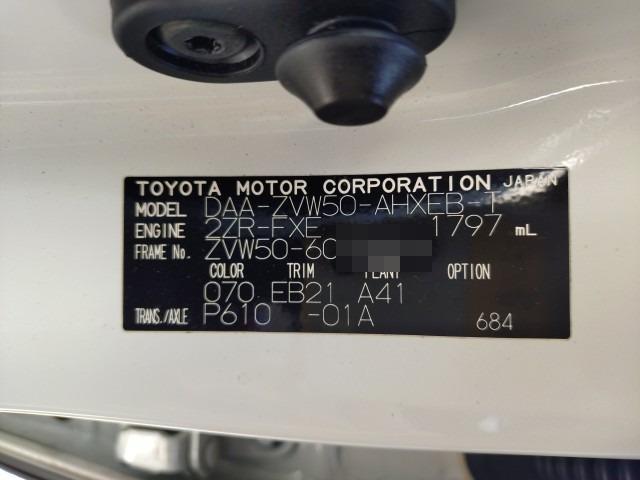 TOYOTA MOTOR CORPORATION JAPAN
MODEL DAA-ZVW50-AHXEB-T
ENGINE 2ZR-FXE 1797 mL
FRAME No. ZVW50-60
COLOR TRIM PLANT OPTION
070 EB21 A41
TRANS./AXLE P610 -01A 684